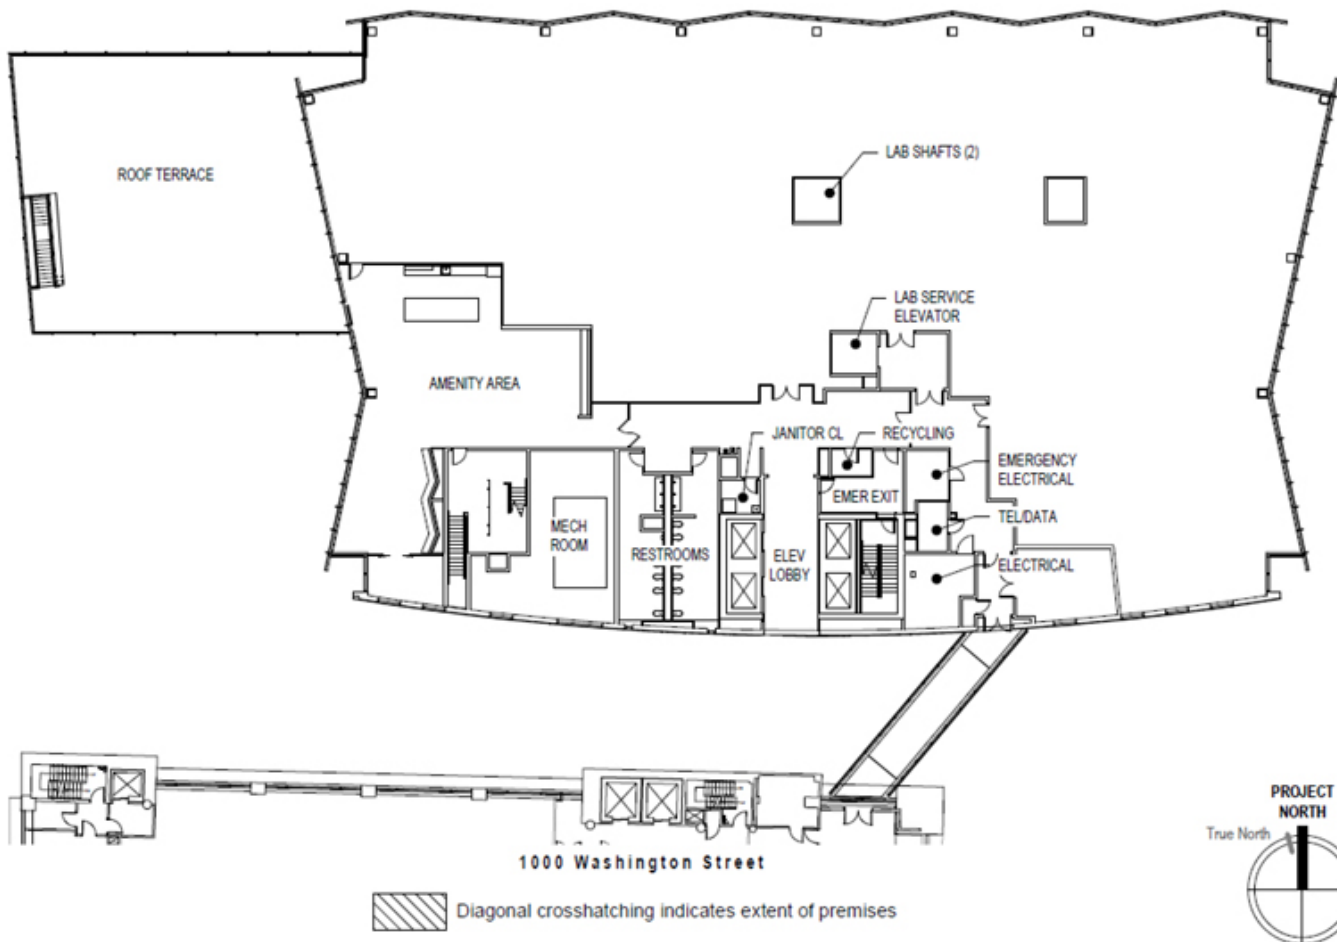 ROOF TERRACE
LAB SHAFTS (2)
LAB SERVICE
ELEVATOR
AMENITY AREA
JANITOR CL
RECYCLING
EMERGENCY
ELECTRICAL
EMER EXIT
TEL/DATA
MECH
ROOM
RESTROOMS
ELEV
LOBBY
ELECTRICAL
PROJECT
NORTH
True North
1000 Washington Street
Diagonal crosshatching indicates extent of premises